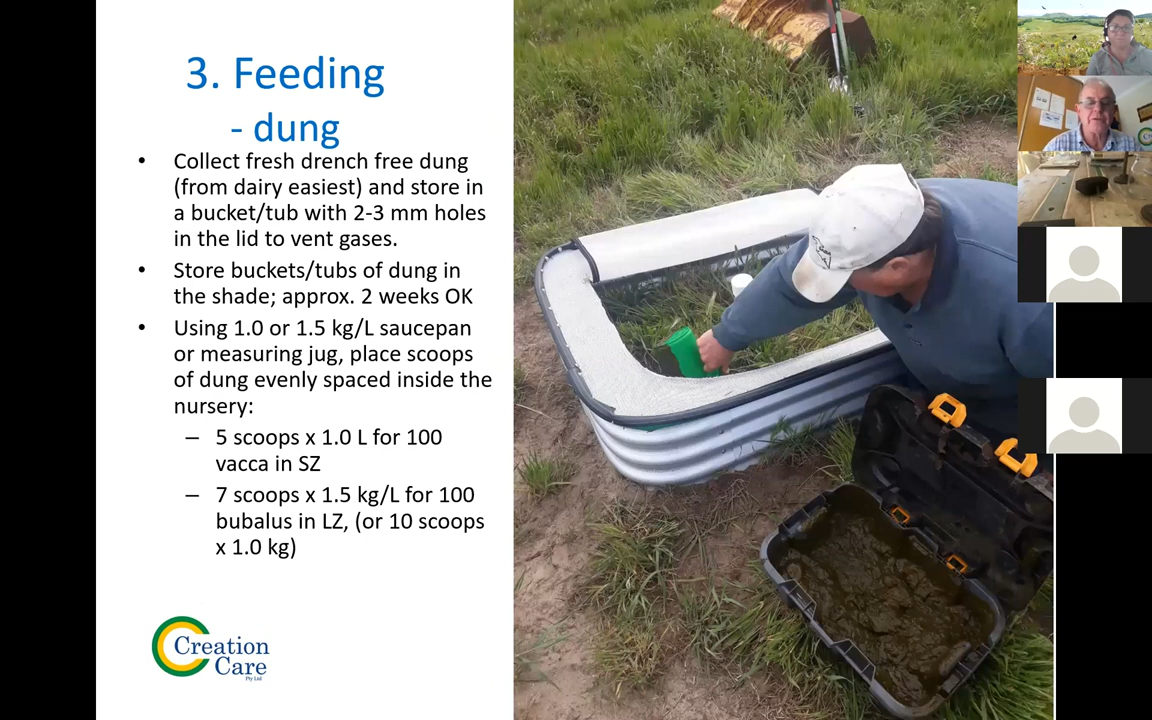 3. Feeding
- dung
• Collect fresh drench free dung
(from dairy easiest) and store in
a bucket/tub with 2-3 mm holes
in the lid to vent gases.
• Store buckets/tubs of dung in
the shade; approx. 2 weeks OK
• Using 1.0 or 1.5 kg/L saucepan
or measuring jug, place scoops
of dung evenly spaced inside the
nursery:
– 5 scoops x 1.0 L for 100
vacca in SZ
– 7 scoops x 1.5 kg/L for 100
bubalus in LZ, (or 10 scoops
x 1.0 kg)
Creation
Care
Pty Ltd